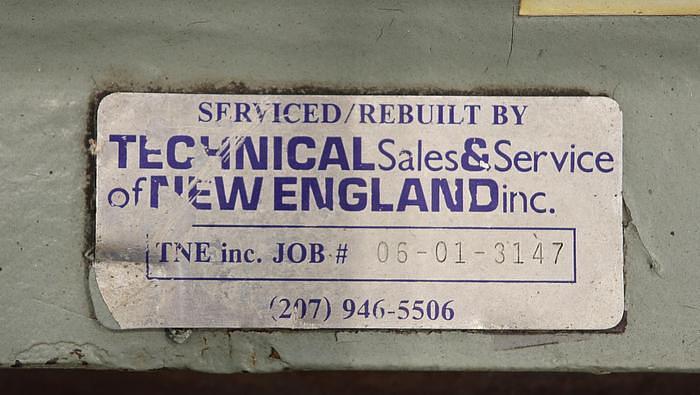 SERVICED/REBUILT BY
TECHNICAL Sales & Service
of NEW ENGLAND inc.
TNE inc. JOB # 06-01-3147
(207) 946-5506